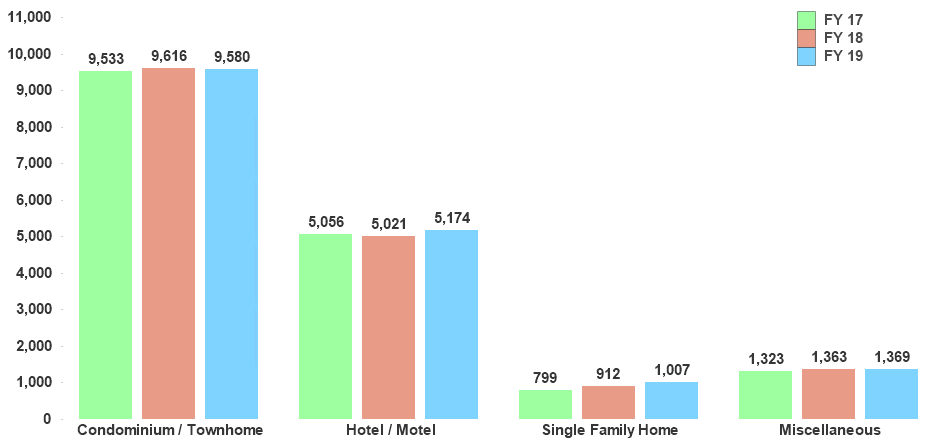 11,000
10,000
9,000
8,000
7,000
6,000
5,000
4,000
3,000
2,000
1,000
0
FY 17
FY 18
FY 19
9,533 9,616 9,580
5,056 5,021 5,174
799 912 1,007
1,323 1,363 1,369
Condominium / Townhome Hotel / Motel Single Family Home Miscellaneous